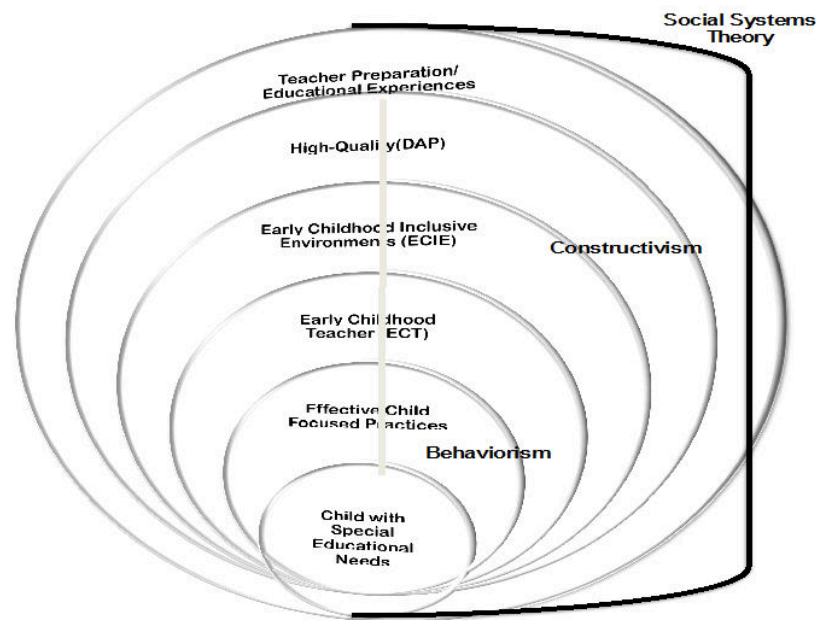 Social Systems
Theory
Teacher Preparation/
Educational Experiences
High-Quality(DAP)
Early Childhood Inclusive
Environments (ECIE)
Constructivism
Early Childhood
Teacher (ECT)
Effective Child
Focused Practices
Behaviorism
Child with
Special
Educational
Needs